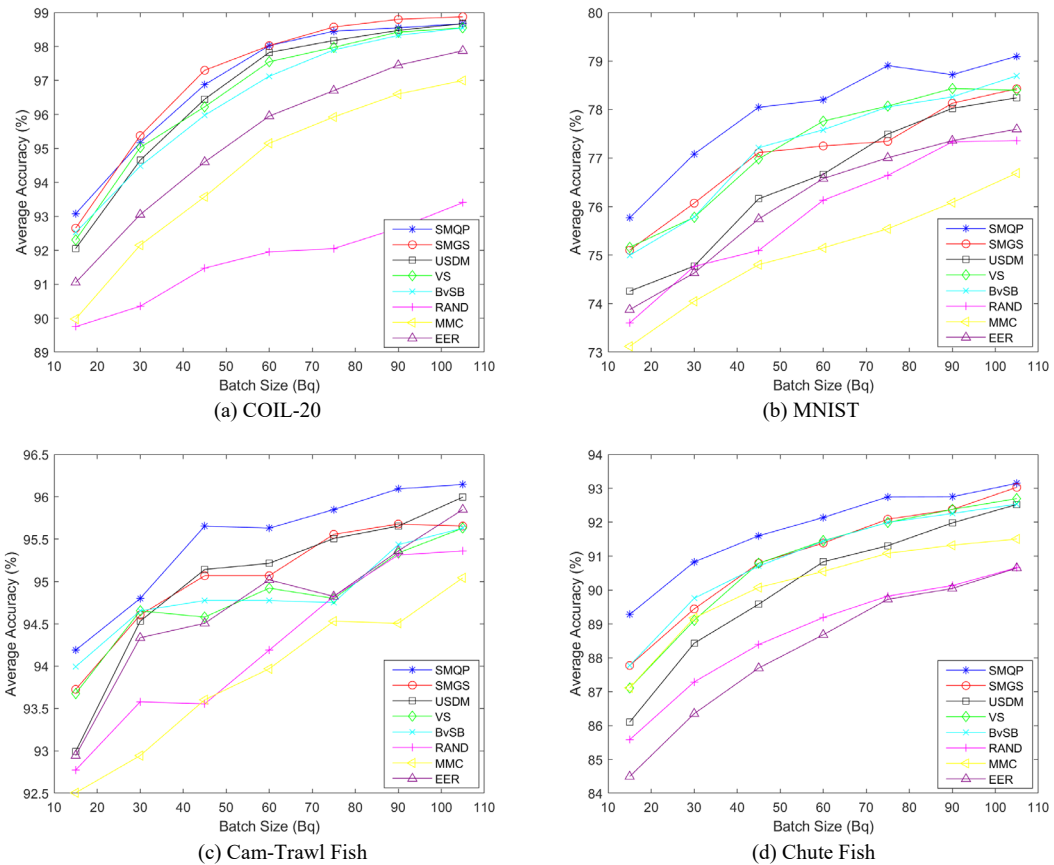 99
98
97
96
95
94
93
92
91
90
89
Average Accuracy (%)
SMQP
SMGS
USDM
VS
BvSB
RAND
MMC
EER
10 20 30 40 50 60 70 80 90 100 110
Batch Size (Bq)
(a) COIL-20
80
79
78
77
76
75
74
73
Average Accuracy (%)
SMQP
SMGS
USDM
VS
BvSB
RAND
MMC
EER
10 20 30 40 50 60 70 80 90 100 110
Batch Size (Bq)
(b) MNIST
96.5
96
95.5
95
94.5
94
93.5
93
92.5
Average Accuracy (%)
SMQP
SMGS
USDM
VS
BvSB
RAND
MMC
EER
10 20 30 40 50 60 70 80 90 100 110
Batch Size (Bq)
(c) Cam-Trawl Fish
94
93
92
91
90
89
88
87
86
85
84
Average Accuracy (%)
SMQP
SMGS
USDM
VS
BvSB
RAND
MMC
EER
10 20 30 40 50 60 70 80 90 100 110
Batch Size (Bq)
(d) Chute Fish